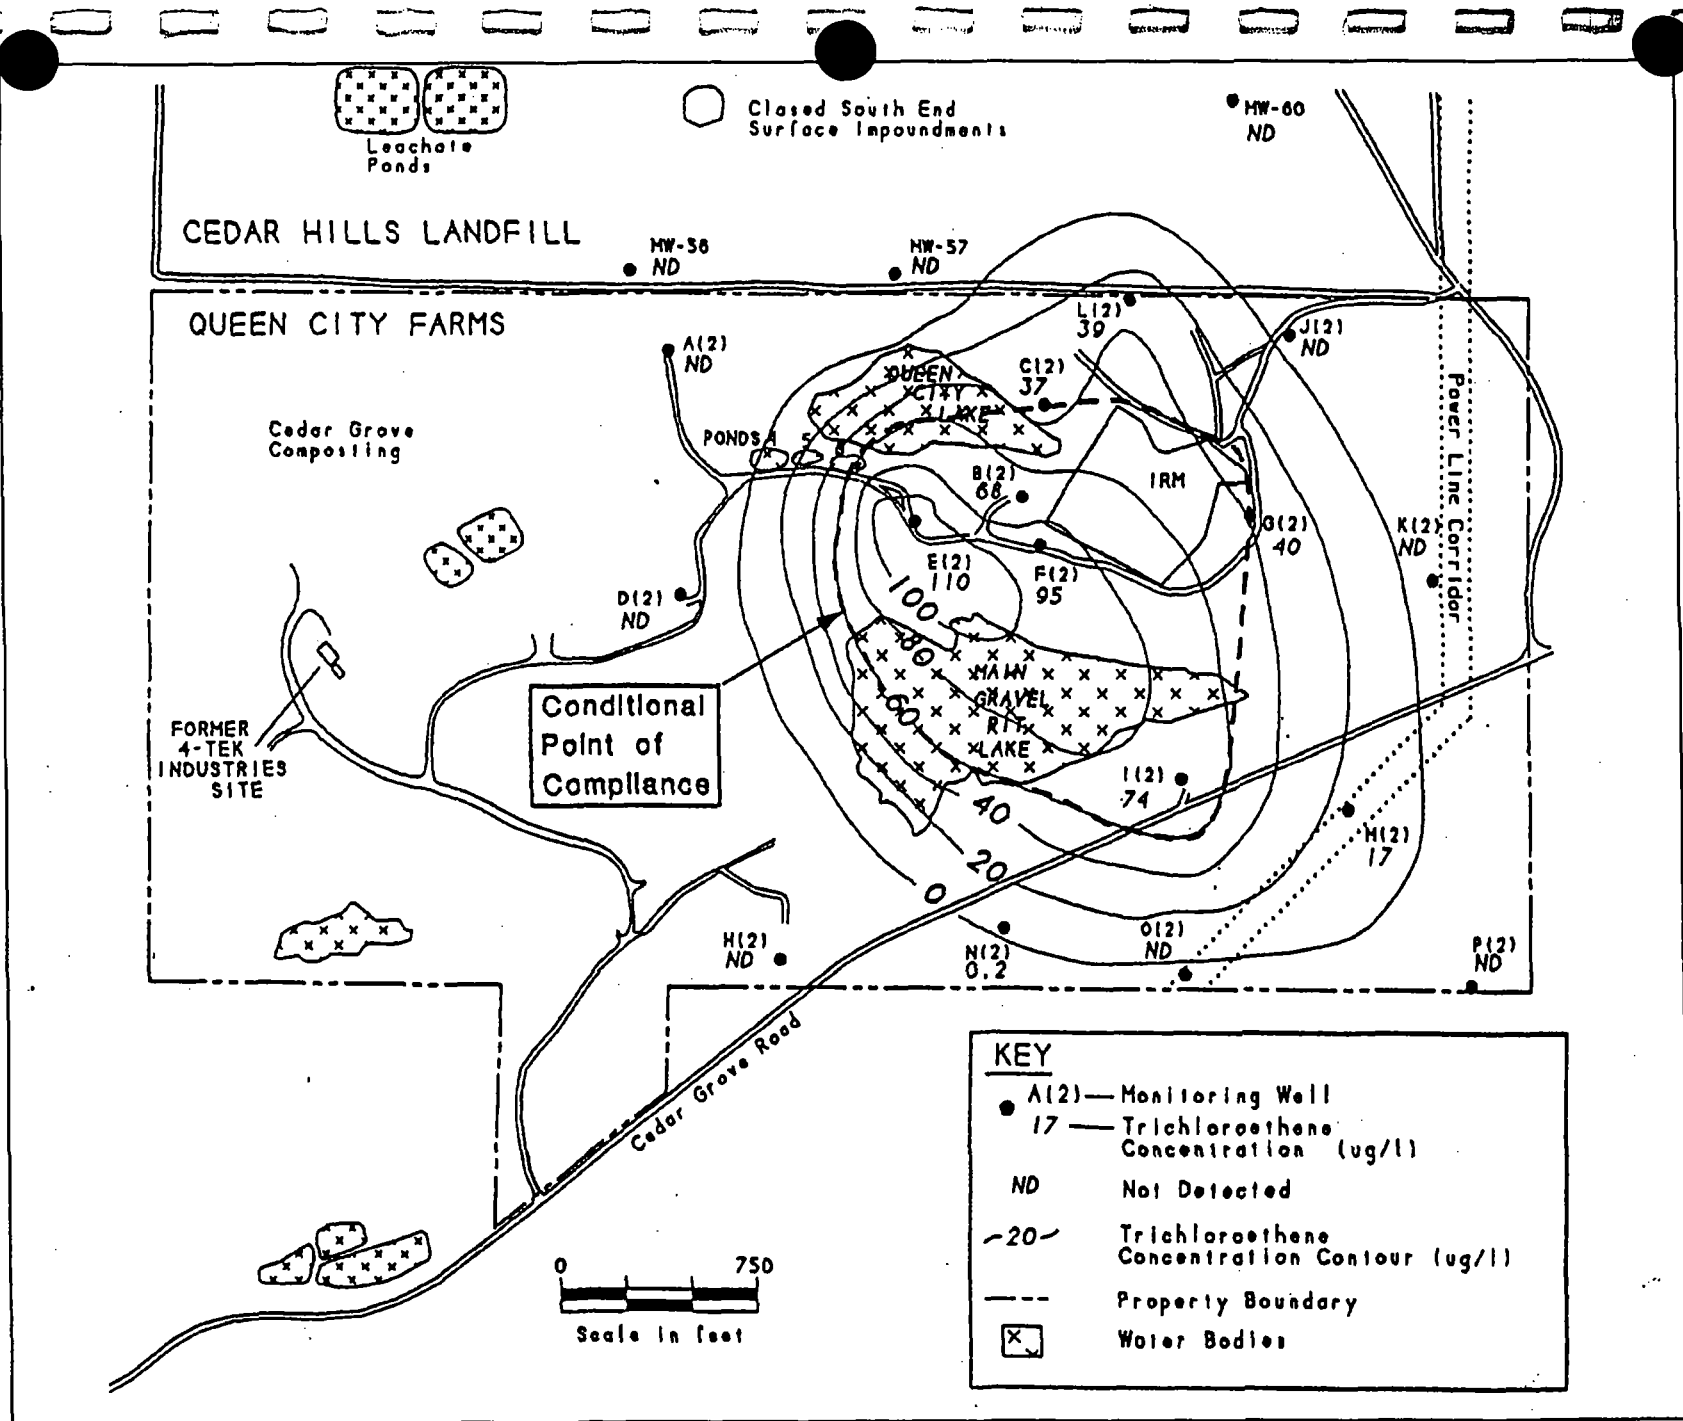 Leachate
Ponds
Closed South End
Surface Impoundments
MW-60
ND
CEDAR HILLS LANDFILL
MW-56
ND
MW-57
ND
QUEEN CITY FARMS
A(2)
ND
L(2)
39
J(2)
ND
C(2)
37
QUEEN
CITY
LAKE
Cedar Grove
Composting
PONDS 4
5
B(2)
68
IRM
Power Line Corridor
G(2)
40
K(2)
ND
E(2)
110
F(2)
95
D(2)
ND
100
80
60
40
20
0
MAIN
GRAVEL
PIT
LAKE
Conditional
Point of
Compliance
FORMER
4-TEK
INDUSTRIES
SITE
I(2)
74
H(2)
17
H(2)
ND
N(2)
0.2
O(2)
ND
P(2)
ND
Cedar Grove Road
KEY
A(2) Monitoring Well
17 Trichloroethene
Concentration (ug/l)
ND Not Detected
20 Trichloroethene
Concentration Contour (ug/l)
Property Boundary
Water Bodies
0 750
Scale in feet